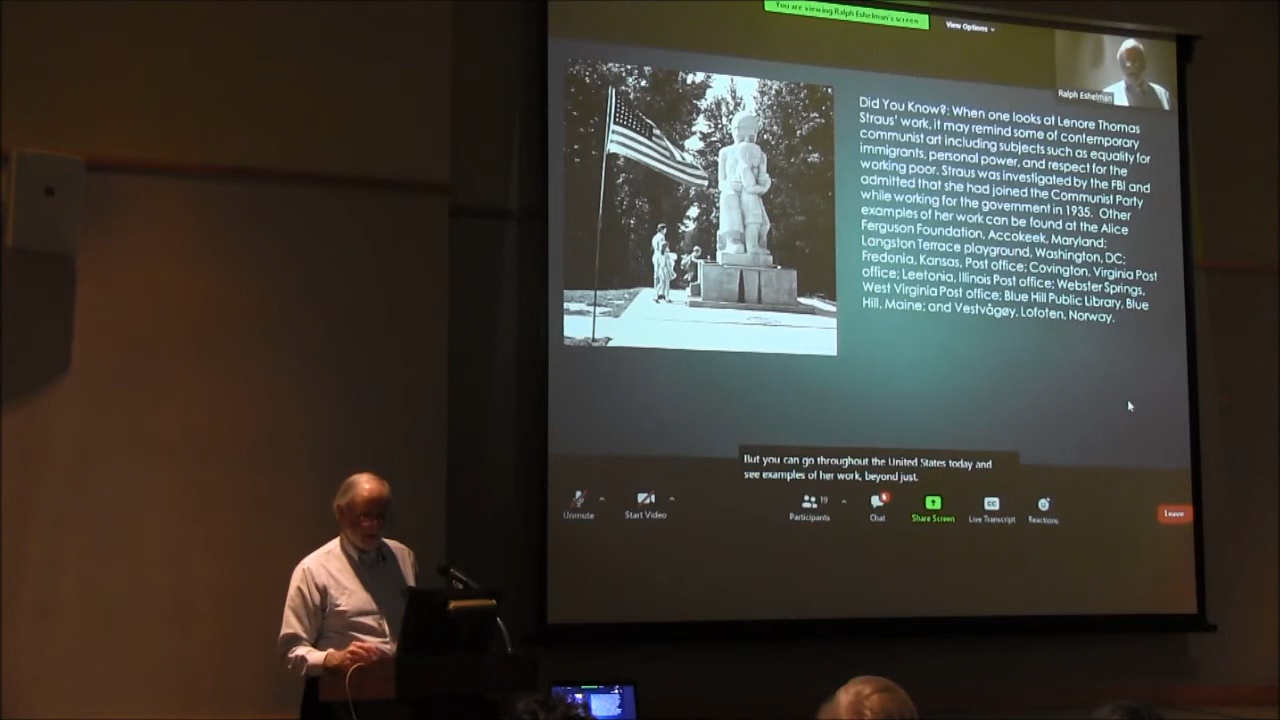 You are viewing Ralph Eshelman's screen
View Options
Ralph Eshelman
Did You Know?: When one looks at Lenore Thomas
Straus' work, it may remind some of contemporary
communist art including subjects such as equality for
immigrants, personal power, and respect for the
working poor. Straus was investigated by the FBI and
admitted that she had joined the Communist Party
while working for the government in 1935. Other
examples of her work can be found at the Alice
Ferguson Foundation, Accokeek, Maryland;
Langston Terrace playground, Washington, DC;
Fredonia, Kansas, Post office; Covington, Virginia Post
office; Leetonia, Illinois Post office; Webster Springs,
West Virginia Post office; Blue Hill Public Library, Blue
Hill, Maine; and Vestvågøy, Lofoten, Norway.
But you can go throughout the United States today and
see examples of her work, beyond just.
Unmute
Start Video
19
Participants
6
Chat
Share Screen
CC
Live Transcript
Reactions
Leave